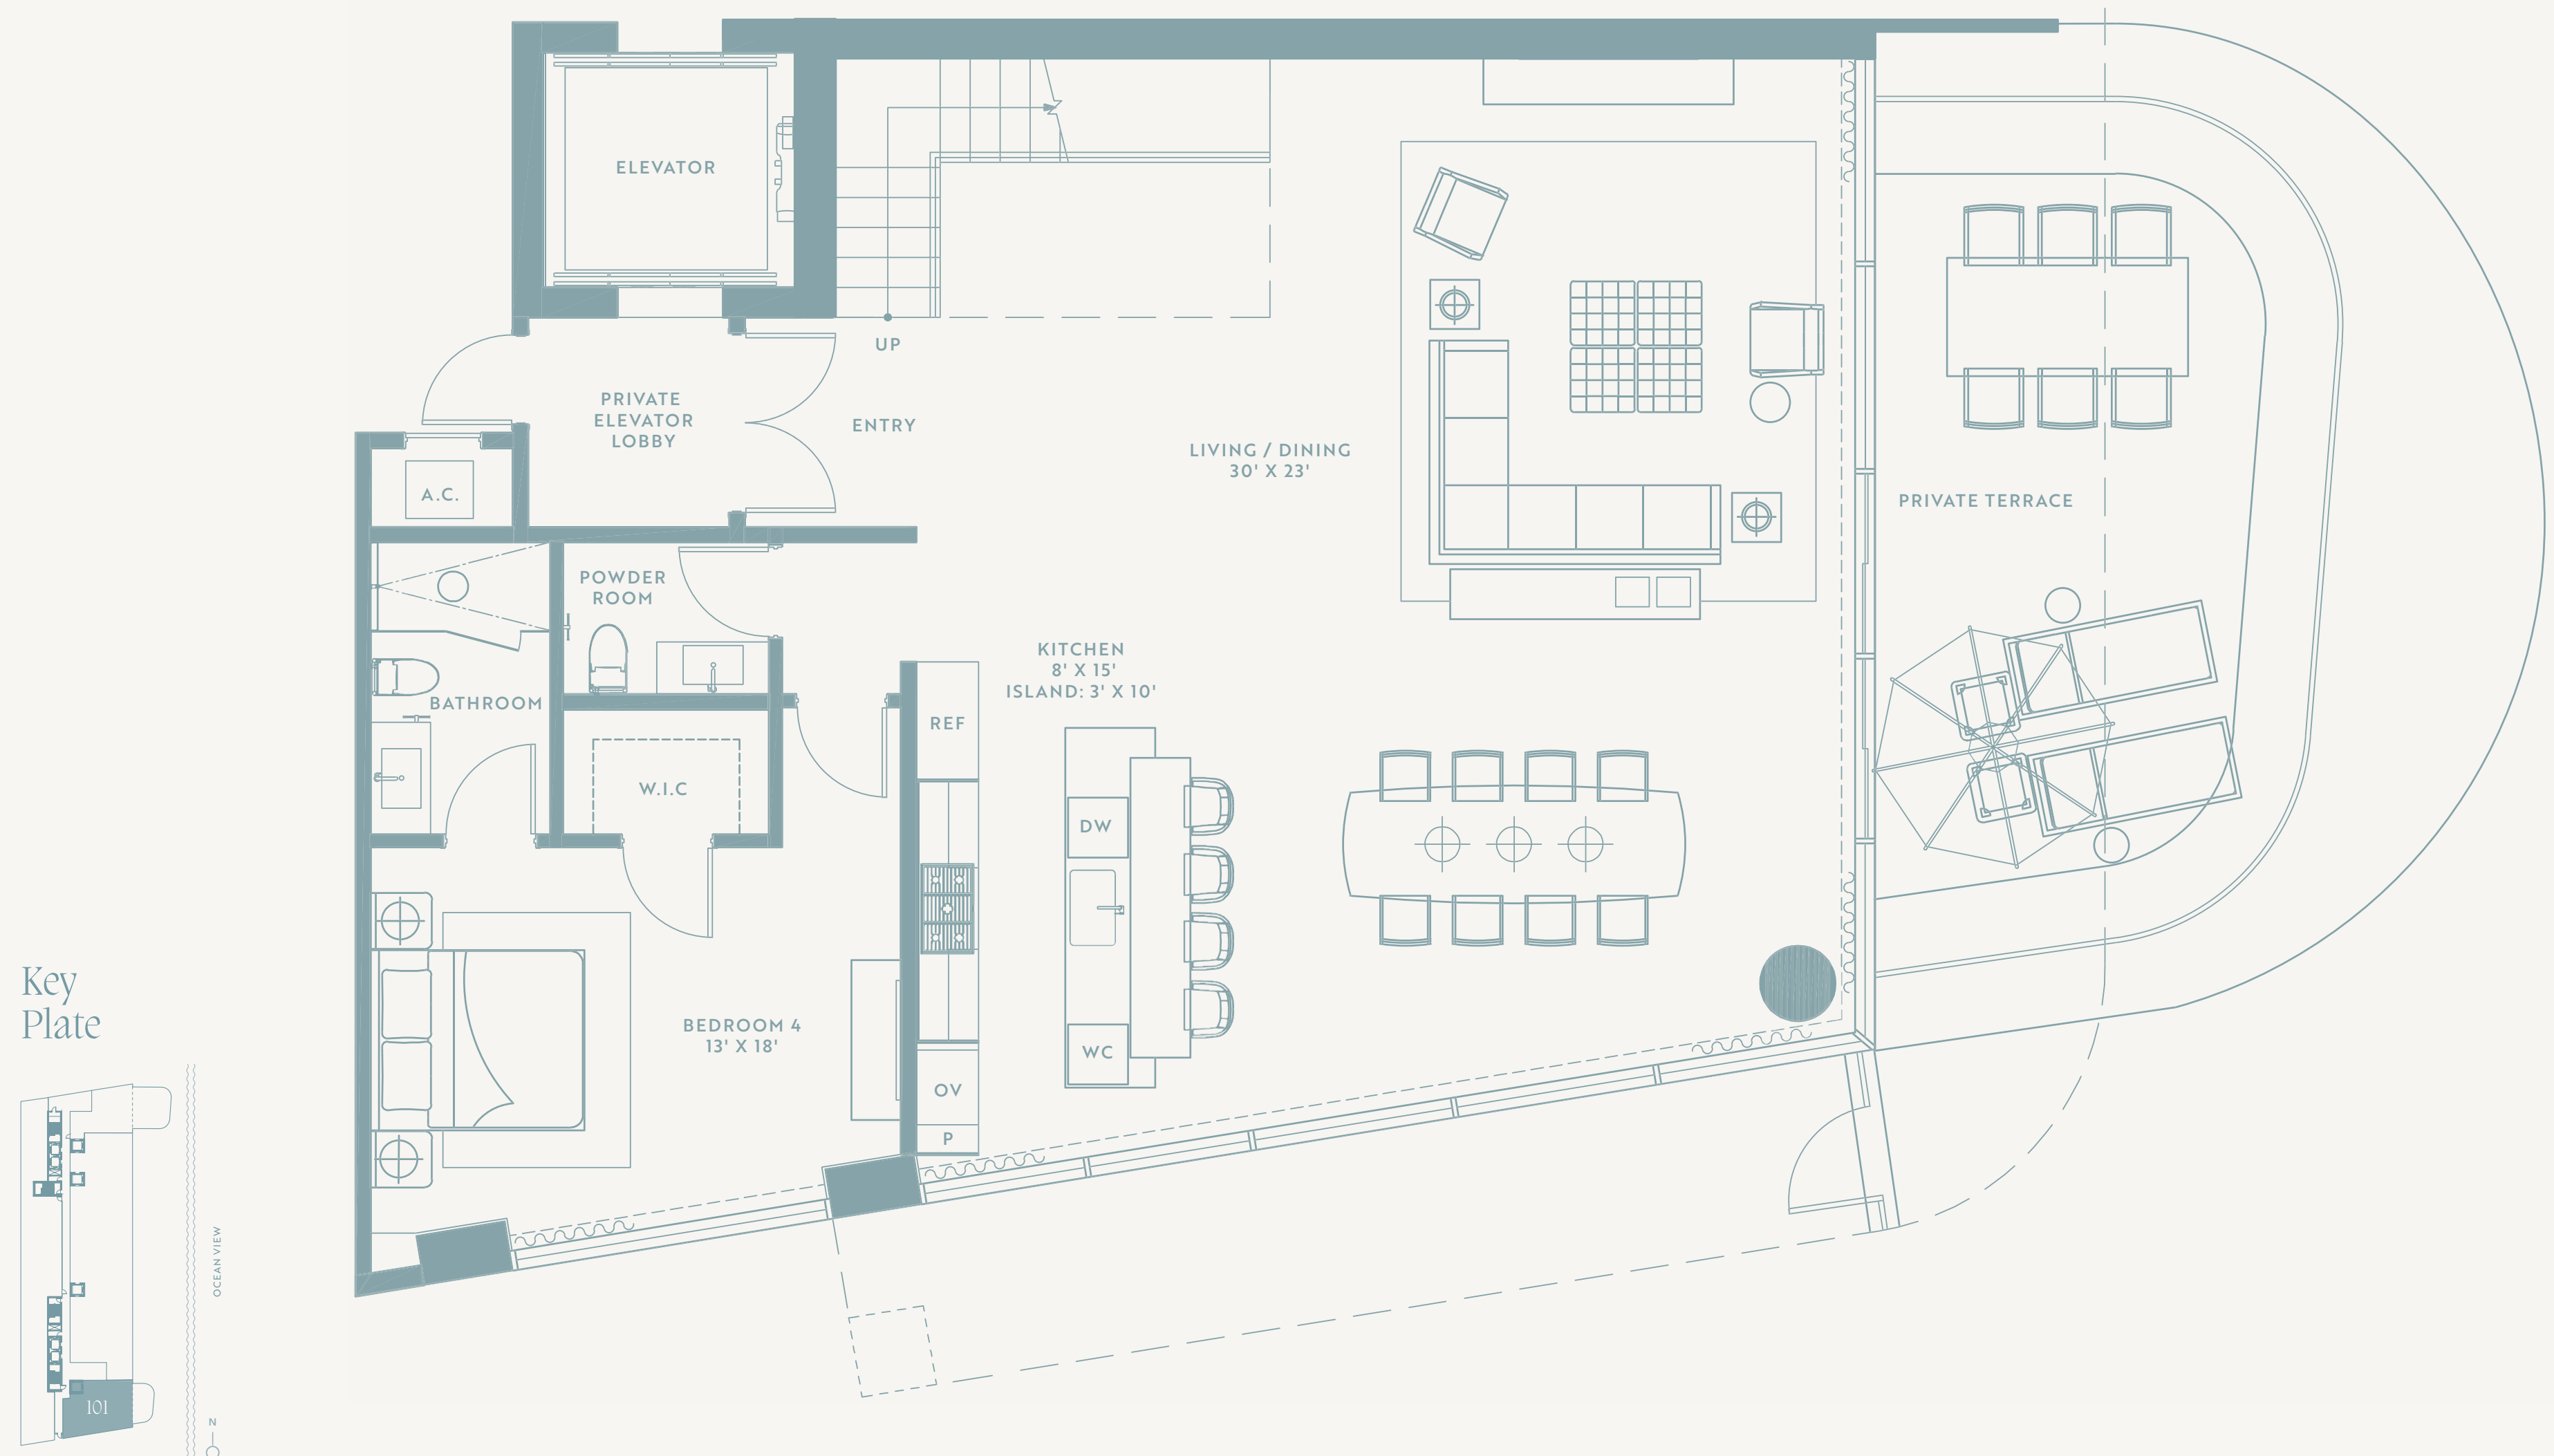 ELEVATOR
UP
PRIVATE
ELEVATOR
LOBBY
ENTRY
LIVING / DINING
30' X 23'
A.C.
PRIVATE TERRACE
POWDER
ROOM
KITCHEN
8' X 15'
ISLAND: 3' X 10'
BATHROOM
REF
W.I.C
DW
BEDROOM 4
13' X 18'
WC
OV
P
Key
Plate
OCEAN VIEW
101
N